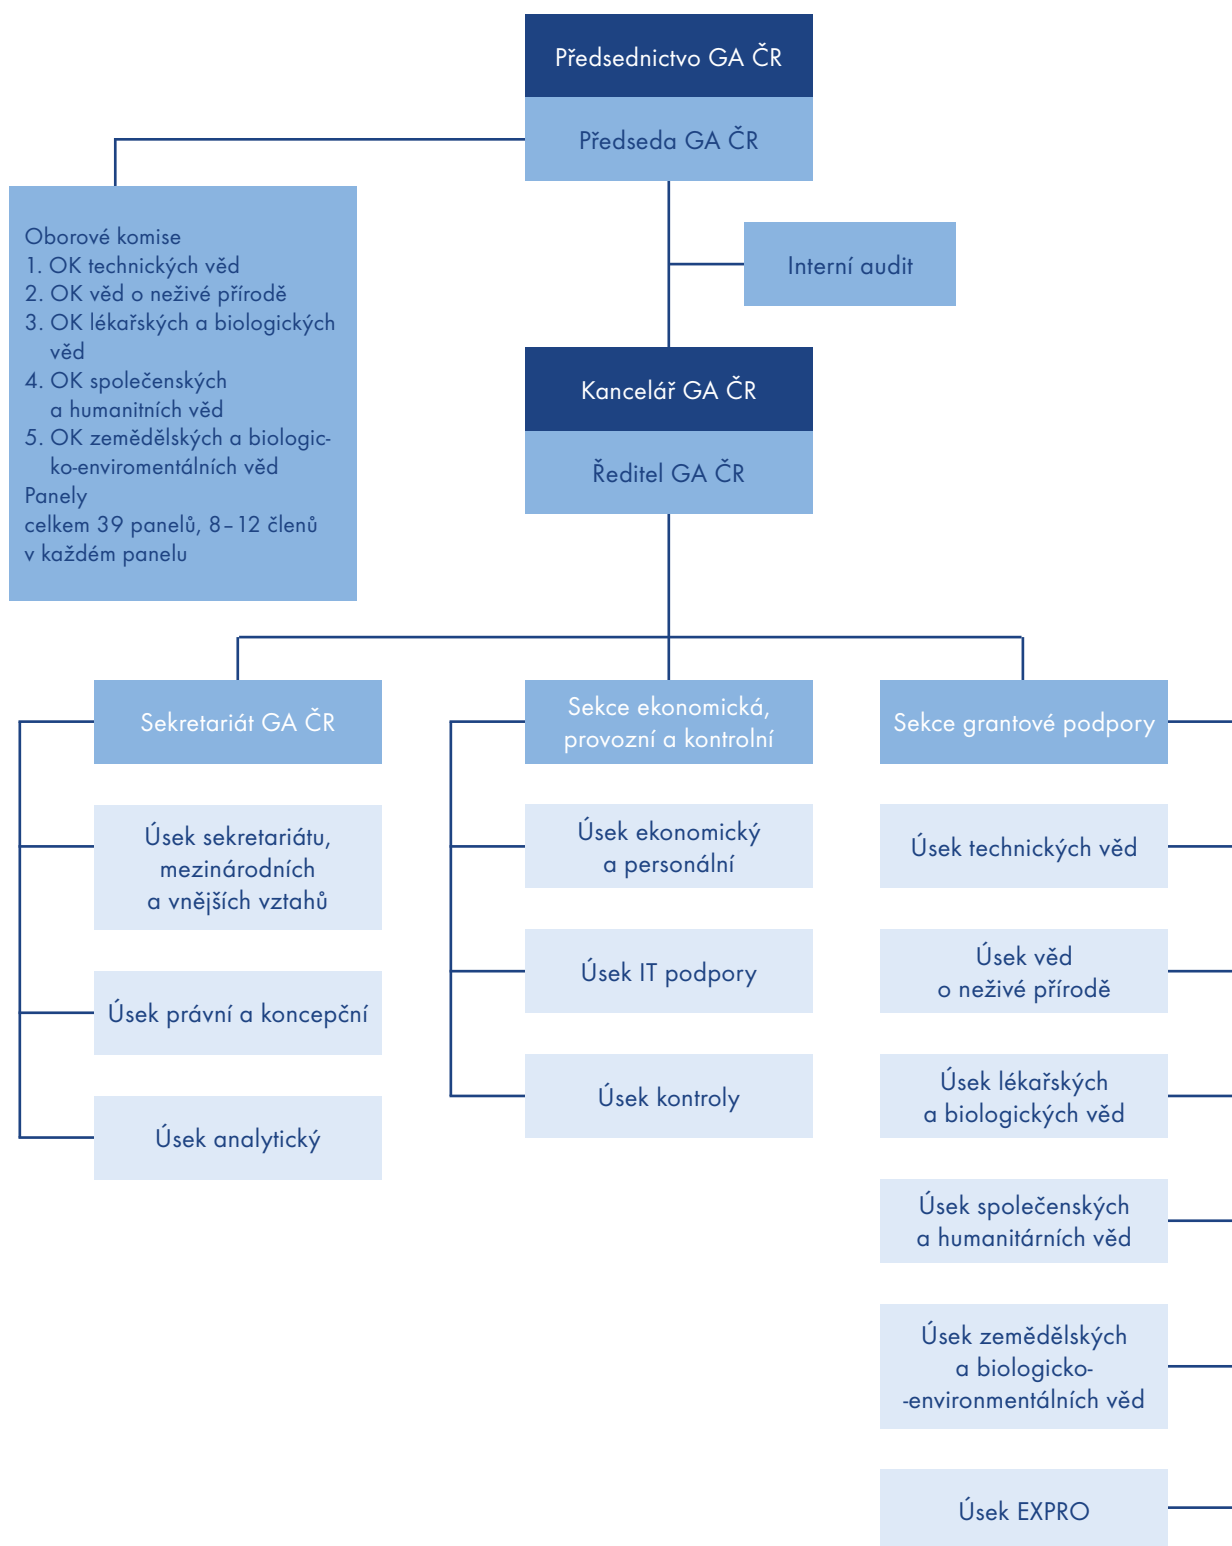 Předsednictvo GA ČR
Předseda GA ČR
Oborové komise
1. OK technických věd
2. OK věd o neživé přírodě
3. OK lékařských a biologických
věd
4. OK společenských
a humanitních věd
5. OK zemědělských a biologic-
ko-enviromentálních věd
Panely
celkem 39 panelů, 8–12 členů
v každém panelu
Interní audit
Kancelář GA ČR
Ředitel GA ČR
Sekretariát GA ČR
Úsek sekretariátu,
mezinárodních
a vnějších vztahů
Úsek právní a koncepční
Úsek analytický
Sekce ekonomická,
provozní a kontrolní
Úsek ekonomický
a personální
Úsek IT podpory
Úsek kontroly
Sekce grantové podpory
Úsek technických věd
Úsek věd
o neživé přírodě
Úsek lékařských
a biologických věd
Úsek společenských
a humanitárních věd
Úsek zemědělských
a biologicko-
-environmentálních věd
Úsek EXPRO